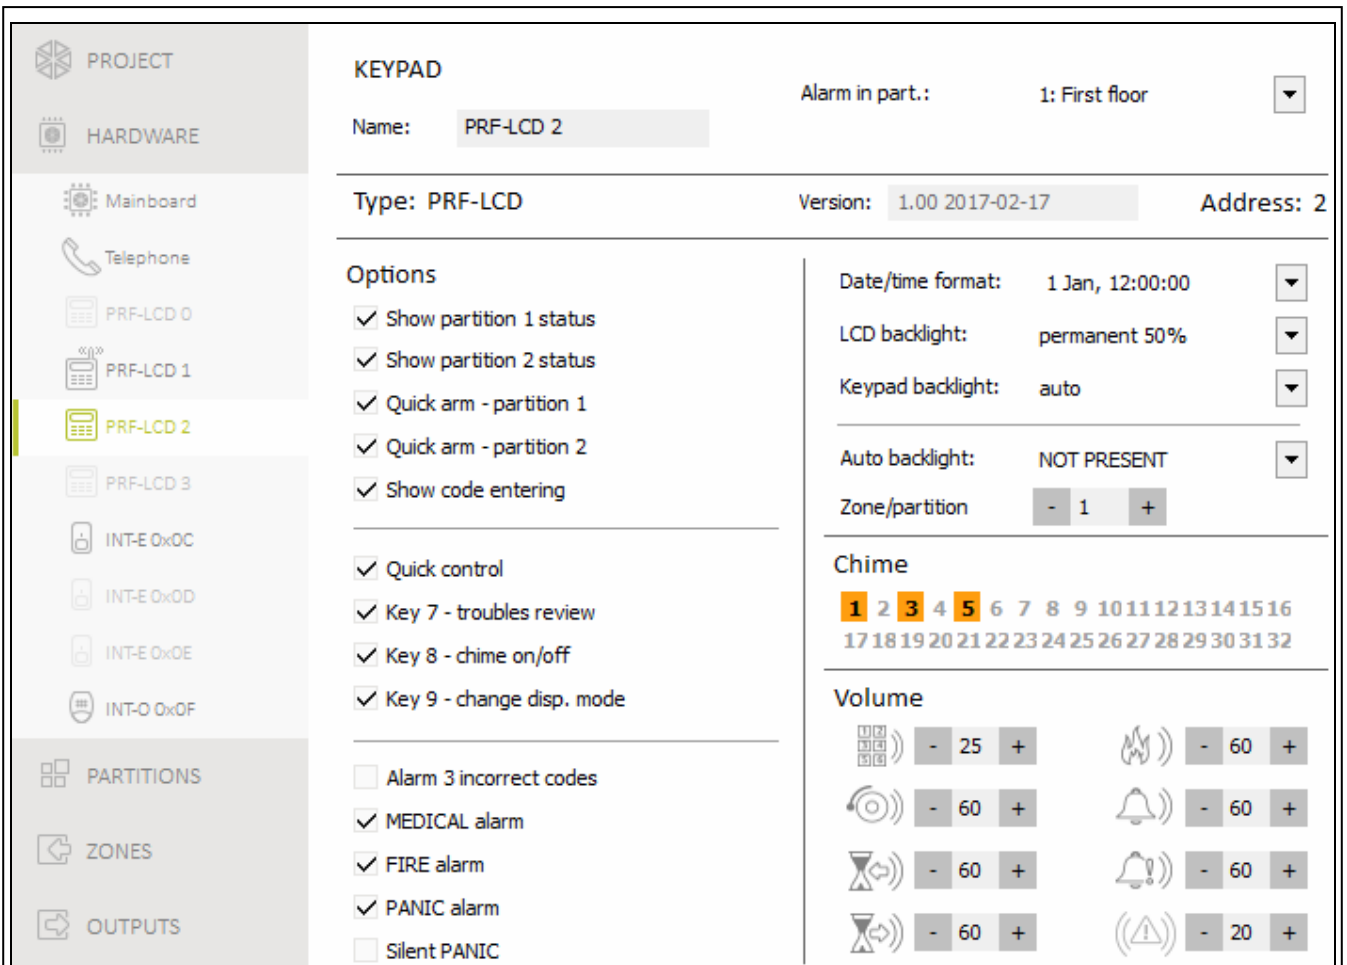 PROJECT
HARDWARE
Mainboard
Telephone
PRF-LCD 0
PRF-LCD 1
PRF-LCD 2
PRF-LCD 3
INT-E 0x0C
INT-E 0x0D
INT-E 0x0E
INT-O 0x0F
PARTITIONS
ZONES
OUTPUTS
KEYPAD
Name: PRF-LCD 2
Alarm in part.: 1: First floor
Type: PRF-LCD Version: 1.00 2017-02-17 Address: 2
Options
Show partition 1 status
Show partition 2 status
Quick arm - partition 1
Quick arm - partition 2
Show code entering
Quick control
Key 7 - troubles review
Key 8 - chime on/off
Key 9 - change disp. mode
Alarm 3 incorrect codes
MEDICAL alarm
FIRE alarm
PANIC alarm
Silent PANIC
Date/time format: 1 Jan, 12:00:00
LCD backlight: permanent 50%
Keypad backlight: auto
Auto backlight: NOT PRESENT
Zone/partition - 1 +
Chime
1 2 3 4 5 6 7 8 9 10 11 12 13 14 15 16
17 18 19 20 21 22 23 24 25 26 27 28 29 30 31 32
Volume
1 2 3 4 5 6 - 25 + - 60 +
- 60 + - 60 +
- 60 + - 60 +
- 60 + - 20 +